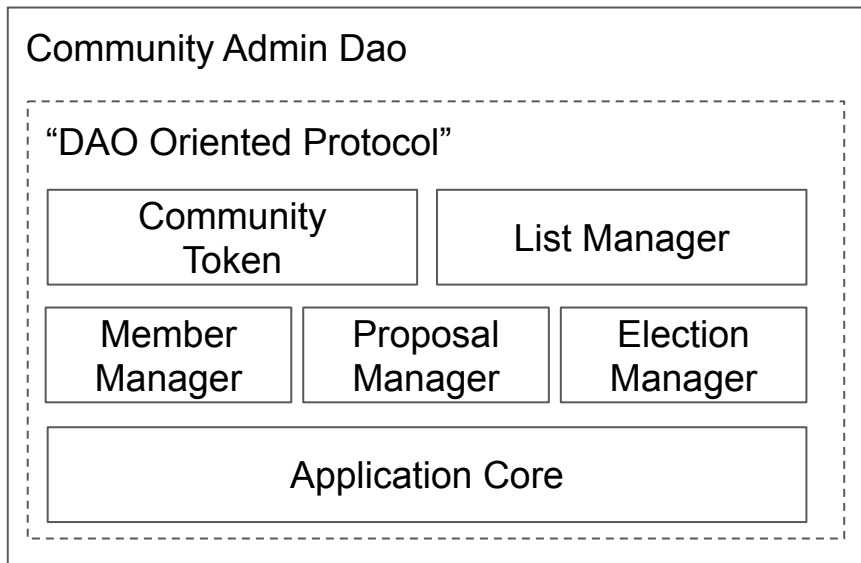 Community Admin Dao
“DAO Oriented Protocol”
Community
Token
List Manager
Member
Manager
Proposal
Manager
Election
Manager
Application Core